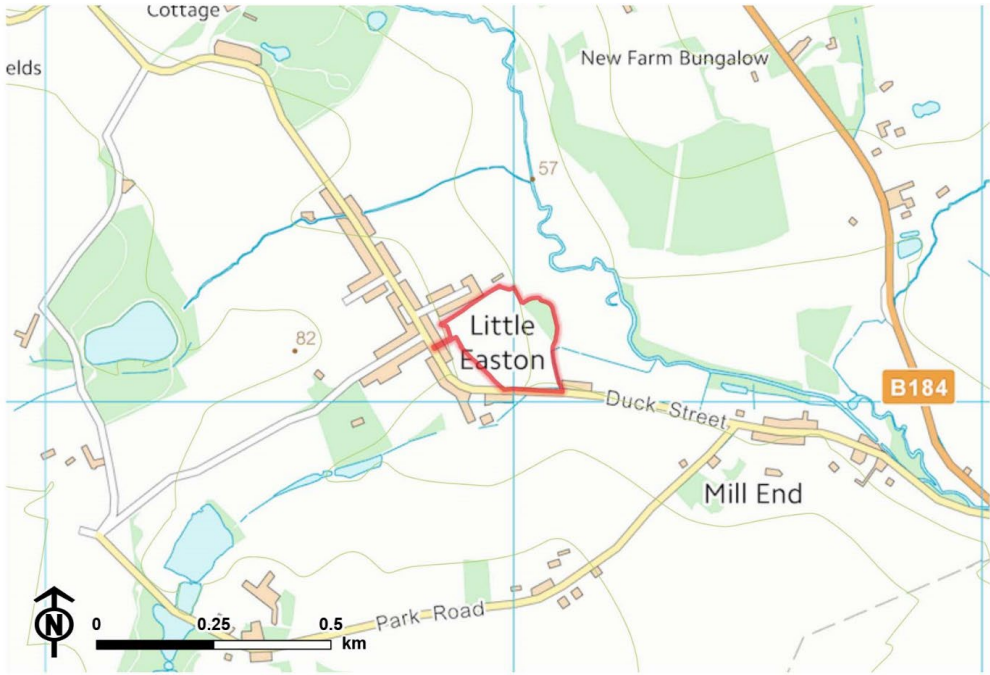 Cottage
elds
New Farm Bungalow
57
82
Little
Easton
B184
Duck Street
Mill End
Park Road
N
0 0.25 0.5
km